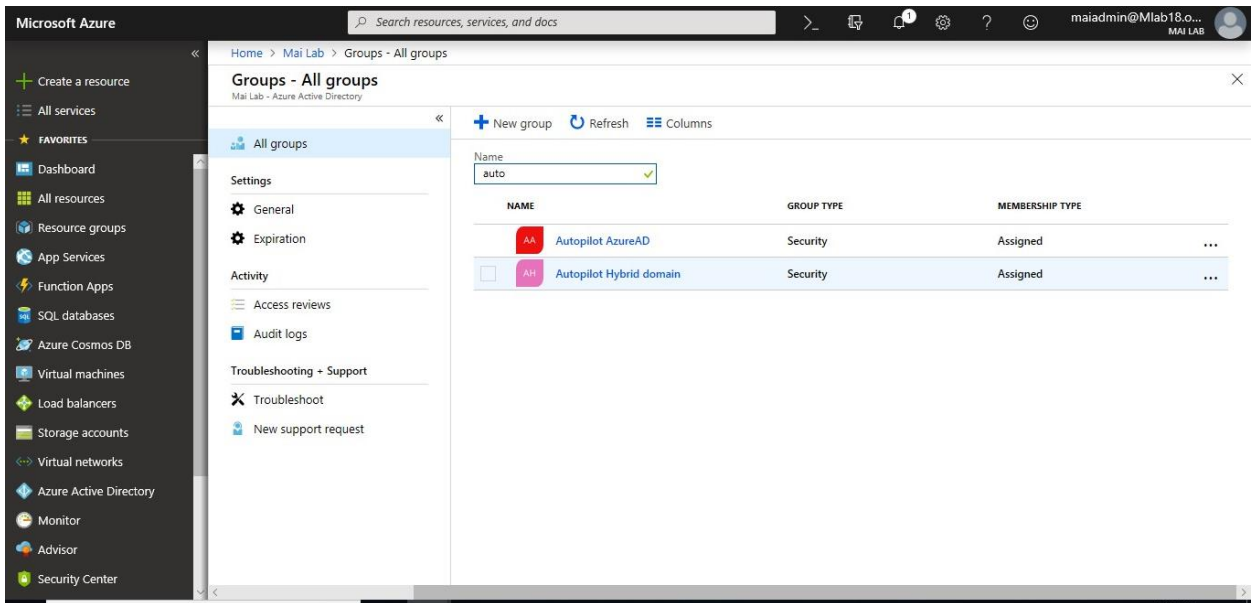 Microsoft Azure
Search resources, services, and docs
1
maiadmin@Mlab18.o...
MAI LAB
Home > Mai Lab > Groups - All groups
Create a resource
All services
FAVORITES
Dashboard
All resources
Resource groups
App Services
Function Apps
SQL databases
Azure Cosmos DB
Virtual machines
Load balancers
Storage accounts
Virtual networks
Azure Active Directory
Monitor
Advisor
Security Center
Groups - All groups
Mai Lab - Azure Active Directory
All groups
Settings
General
Expiration
Activity
Access reviews
Audit logs
Troubleshooting + Support
Troubleshoot
New support request
New group Refresh Columns
Name
auto
NAME GROUP TYPE MEMBERSHIP TYPE
AA Autopilot AzureAD Security Assigned ...
AH Autopilot Hybrid domain Security Assigned ...